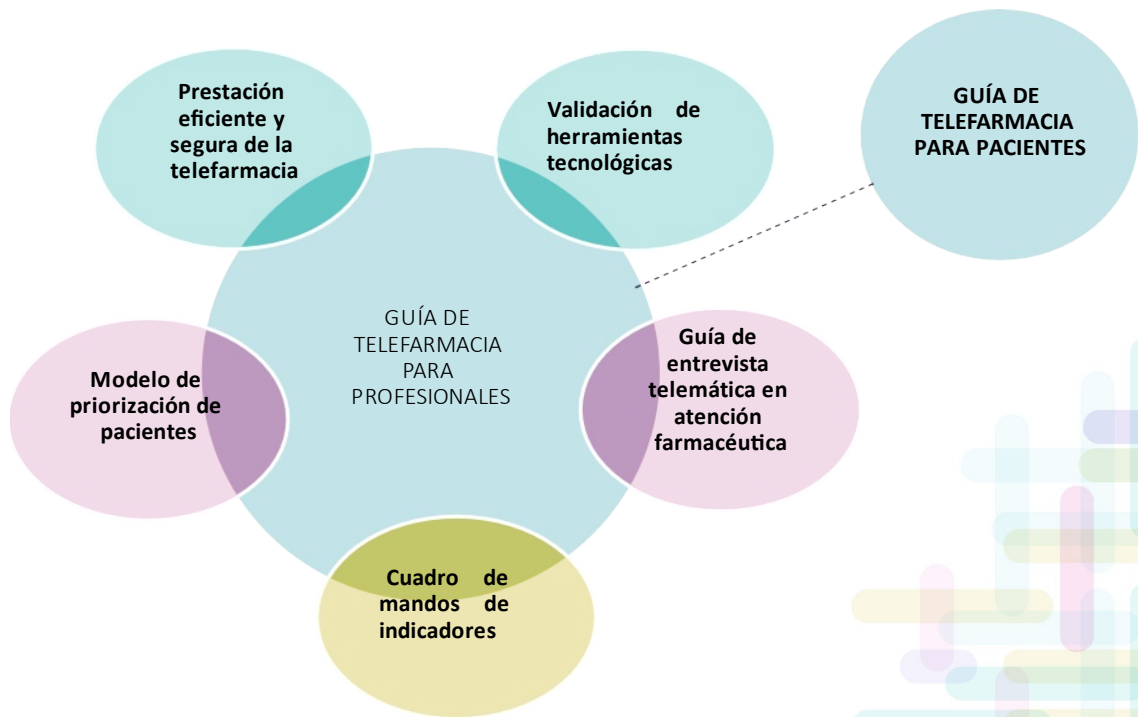 Prestación
eficiente y
segura de la
telefarmacia
Validación de
herramientas
tecnológicas
GUÍA DE
TELEFARMACIA
PARA PACIENTES
GUÍA DE
TELEFARMACIA
PARA
PROFESIONALES
Modelo de
priorización de
pacientes
Guía de
entrevista
telemática en
atención
farmacéutica
Cuadro de
mandos de
indicadores